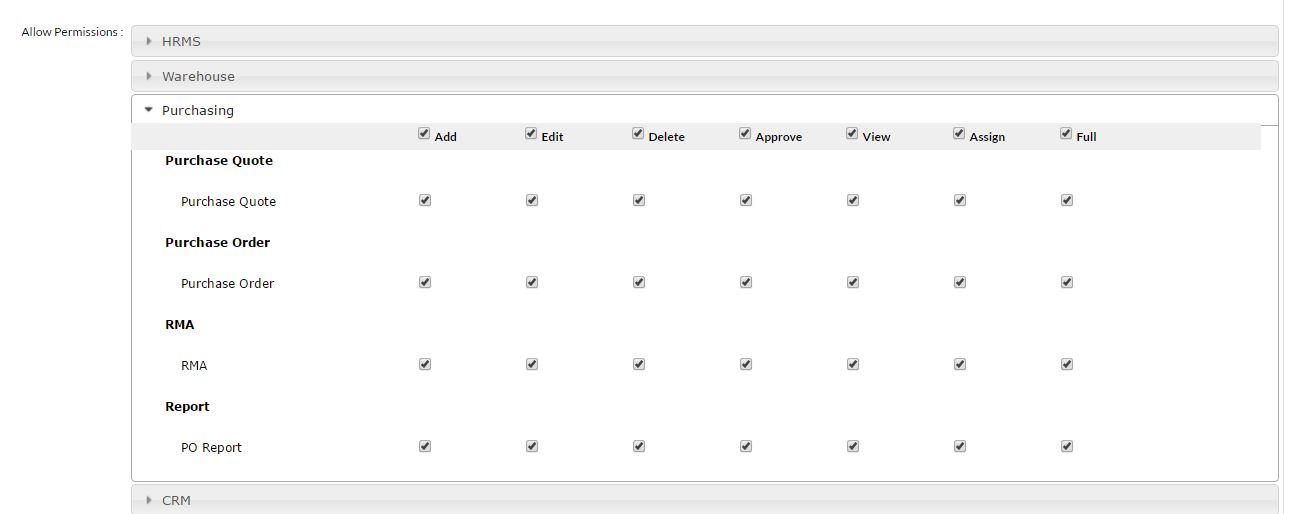 Allow Permissions :
HRMS
Warehouse
Purchasing
Add Edit Delete Approve View Assign Full
Purchase Quote
Purchase Quote
Purchase Order
Purchase Order
RMA
RMA
Report
PO Report
CRM